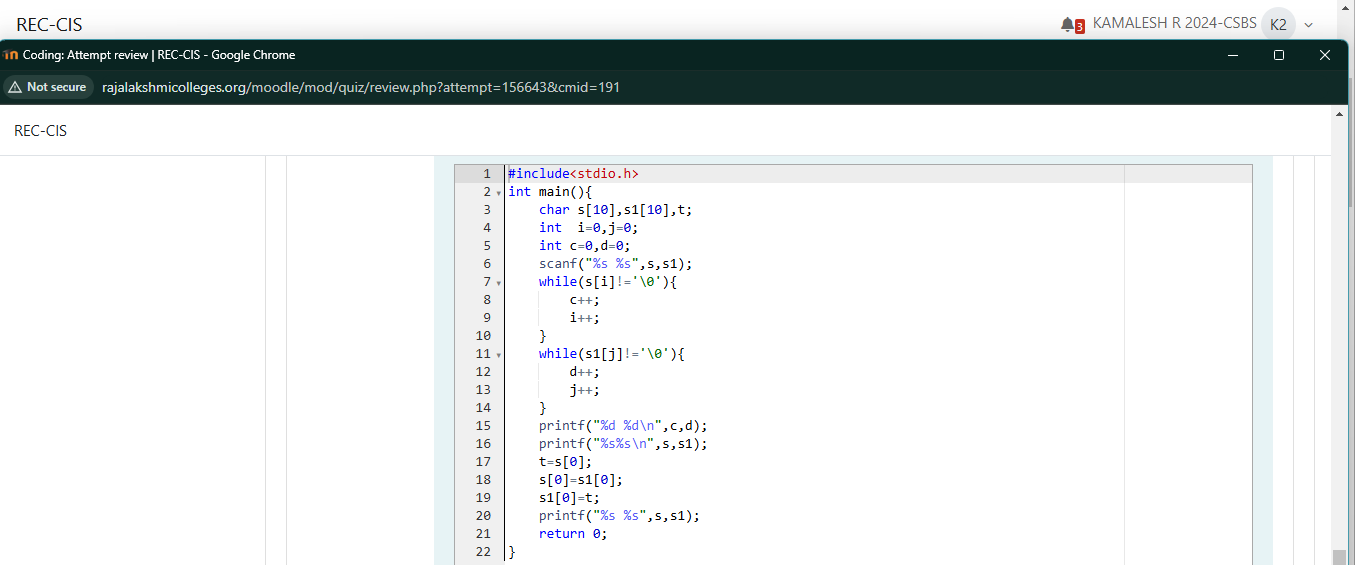 REC-CIS
3 KAMALESH R 2024-CSBS K2
Coding: Attempt review | REC-CIS - Google Chrome
Not secure rajalakshmicolleges.org/moodle/mod/quiz/review.php?attempt=156643&cmid=191
REC-CIS
1 #include<stdio.h>
2 int main(){
3 char s[10],s1[10],t;
4 int  i=0,j=0;
5 int c=0,d=0;
6 scanf("%s %s",s,s1);
7 while(s[i]!='\0'){
8 c++;
9 i++;
10 }
11 while(s1[j]!='\0'){
12 d++;
13 j++;
14 }
15 printf("%d %d\n",c,d);
16 printf("%s%s\n",s,s1);
17 t=s[0];
18 s[0]=s1[0];
19 s1[0]=t;
20 printf("%s %s",s,s1);
21 return 0;
22 }